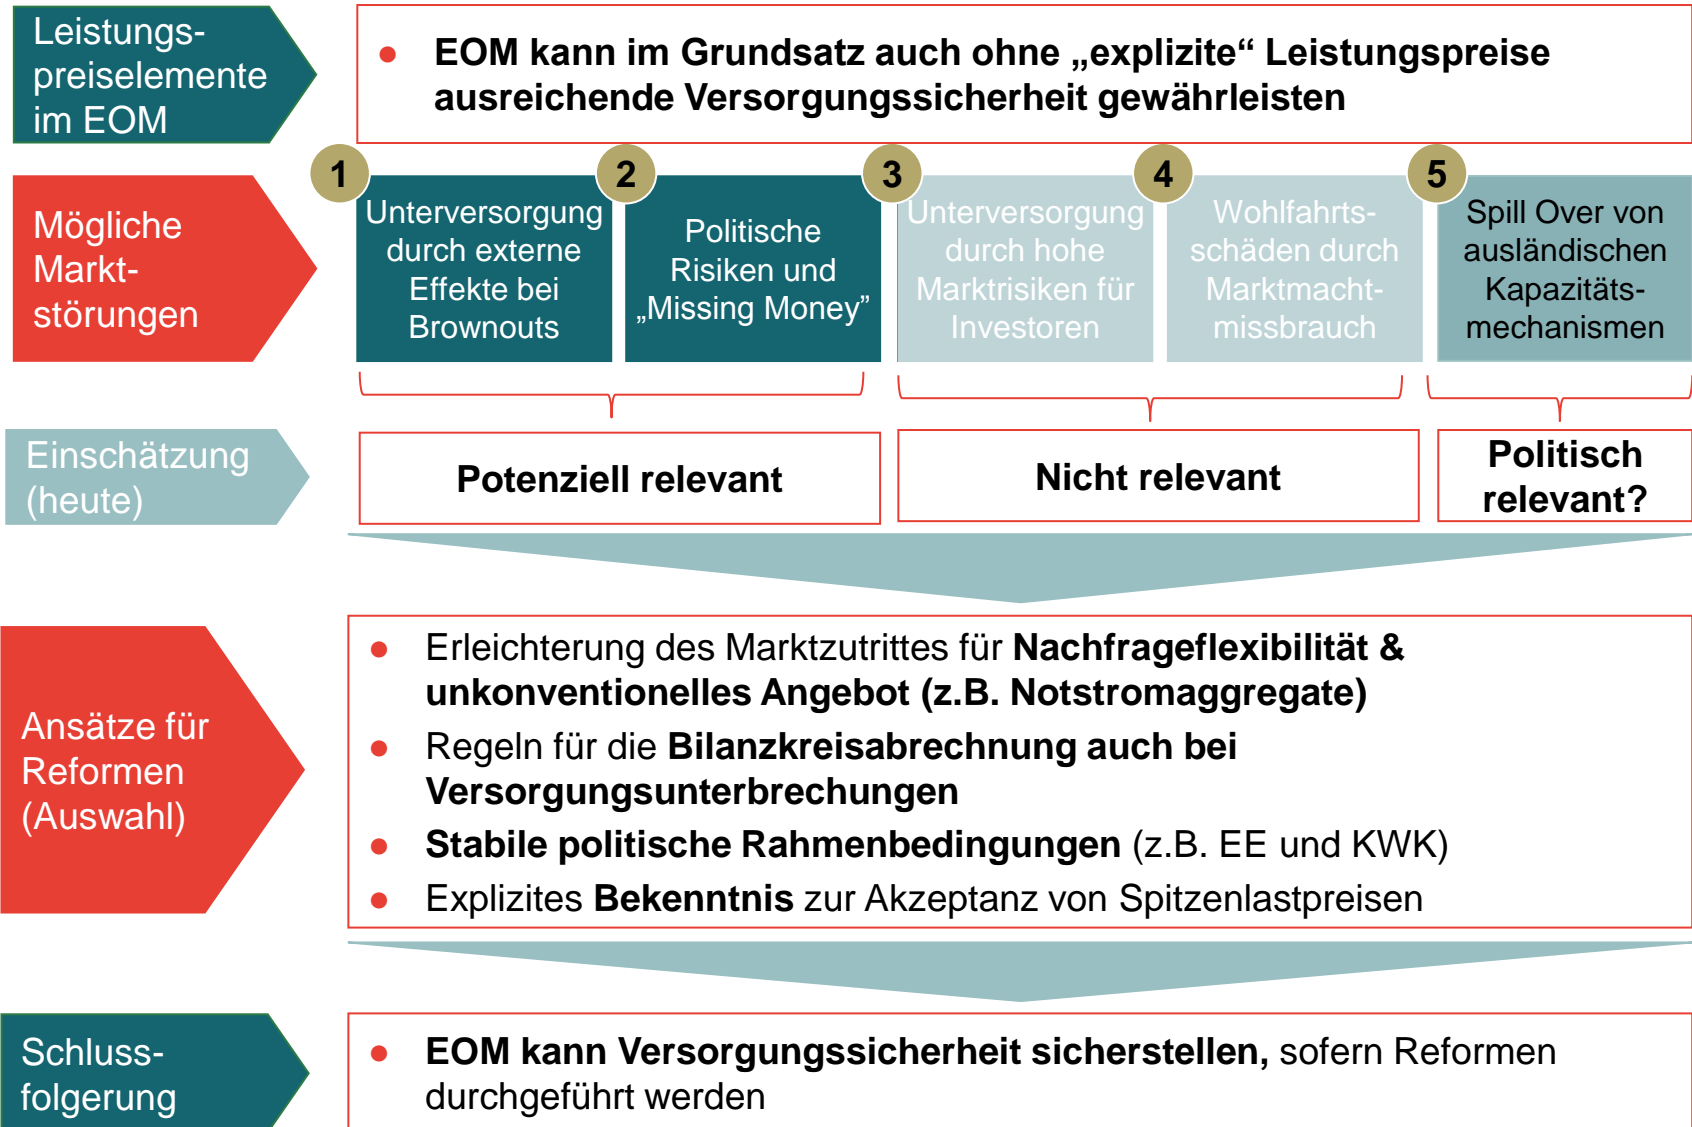 Leistungs-
preiselemente
im EOM
● EOM kann im Grundsatz auch ohne „explizite“ Leistungspreise
ausreichende Versorgungssicherheit gewährleisten
Mögliche
Markt-
störungen
1
Unterversorgung
durch externe
Effekte bei
Brownouts
2
Politische
Risiken und
„Missing Money”
3
Unterversorgung
durch hohe
Marktrisiken für
Investoren
4
Wohlfahrts-
schäden durch
Marktmacht-
missbrauch
5
Spill Over von
ausländischen
Kapazitäts-
mechanismen
Einschätzung
(heute)
Potenziell relevant
Nicht relevant
Politisch
relevant?
Ansätze für
Reformen
(Auswahl)
● Erleichterung des Marktzutrittes für Nachfrageflexibilität &
unkonventionelles Angebot (z.B. Notstromaggregate)
● Regeln für die Bilanzkreisabrechnung auch bei
Versorgungsunterbrechungen
● Stabile politische Rahmenbedingungen (z.B. EE und KWK)
● Explizites Bekenntnis zur Akzeptanz von Spitzenlastpreisen
Schluss-
folgerung
● EOM kann Versorgungssicherheit sicherstellen, sofern Reformen
durchgeführt werden